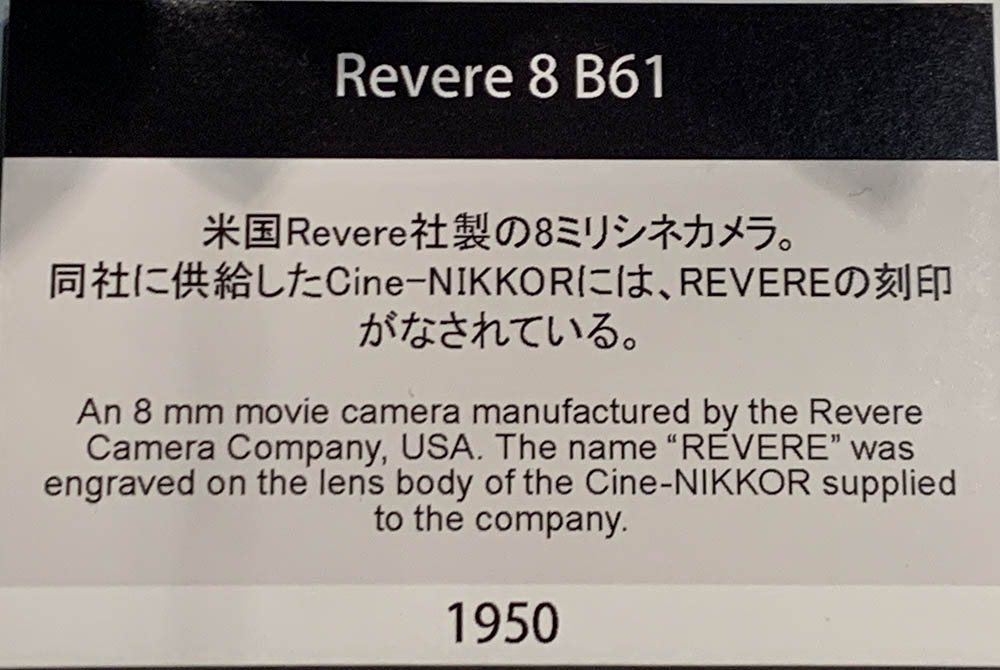 Revere 8 B61
米国Revere社製の8ミリシネカメラ。
同社に供給したCine-NIKKORには、REVEREの刻印
がなされている。
An 8 mm movie camera manufactured by the Revere
Camera Company, USA. The name “REVERE” was
engraved on the lens body of the Cine-NIKKOR supplied
to the company.
1950